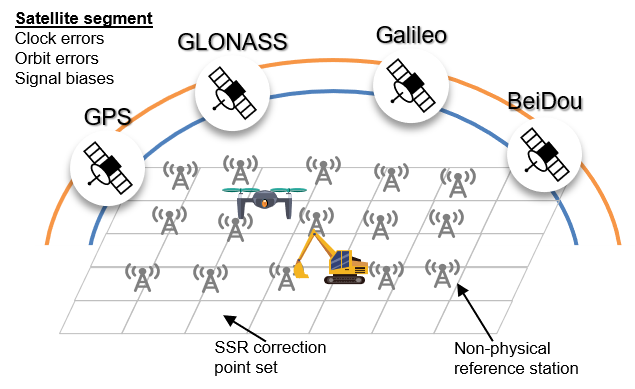 Satellite segment
Clock errors
Orbit errors
Signal biases
GLONASS
Galileo
GPS
BeiDou
SSR correction
point set
Non-physical
reference station